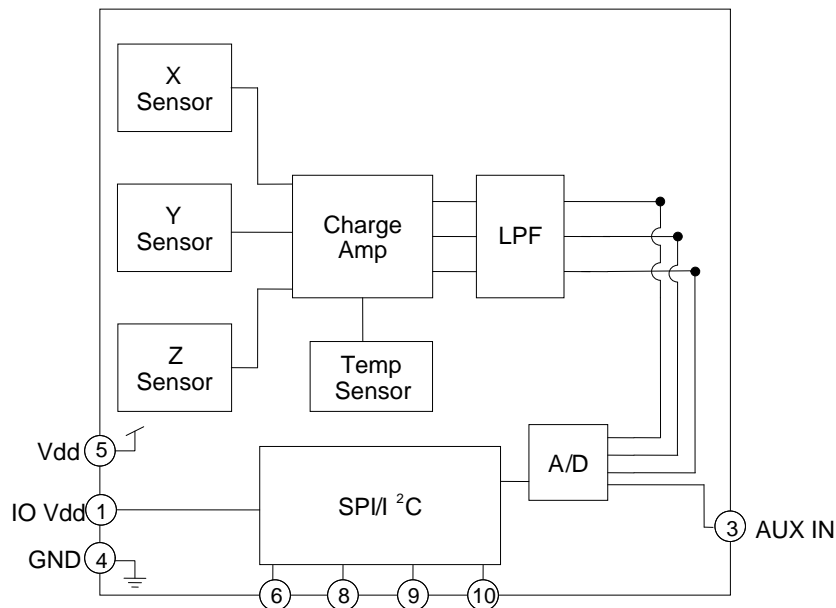 X
Sensor
Y
Sensor
Charge
Amp
LPF
Z
Sensor
Temp
Sensor
Vdd
5
A/D
IO Vdd
1
SPI/I ²C
3
AUX IN
GND
4
6
8
9
10